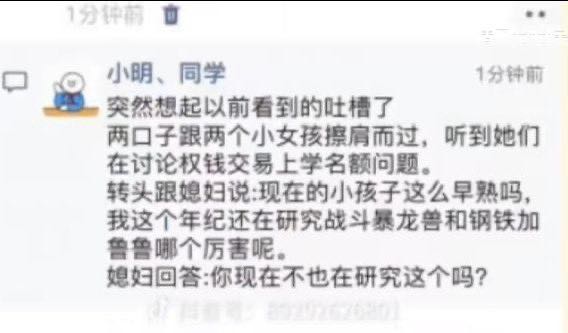 1分钟前
小明、同学
1分钟前
突然想起以前看到的吐槽了
两口子跟两个小女孩擦肩而过，听到她们
在讨论权钱交易上学名额问题。
转头跟媳妇说:现在的小孩子这么早熟吗，
我这个年纪还在研究战斗暴龙兽和钢铁加
鲁鲁哪个厉害呢。
媳妇回答:你现在不也在研究这个吗?